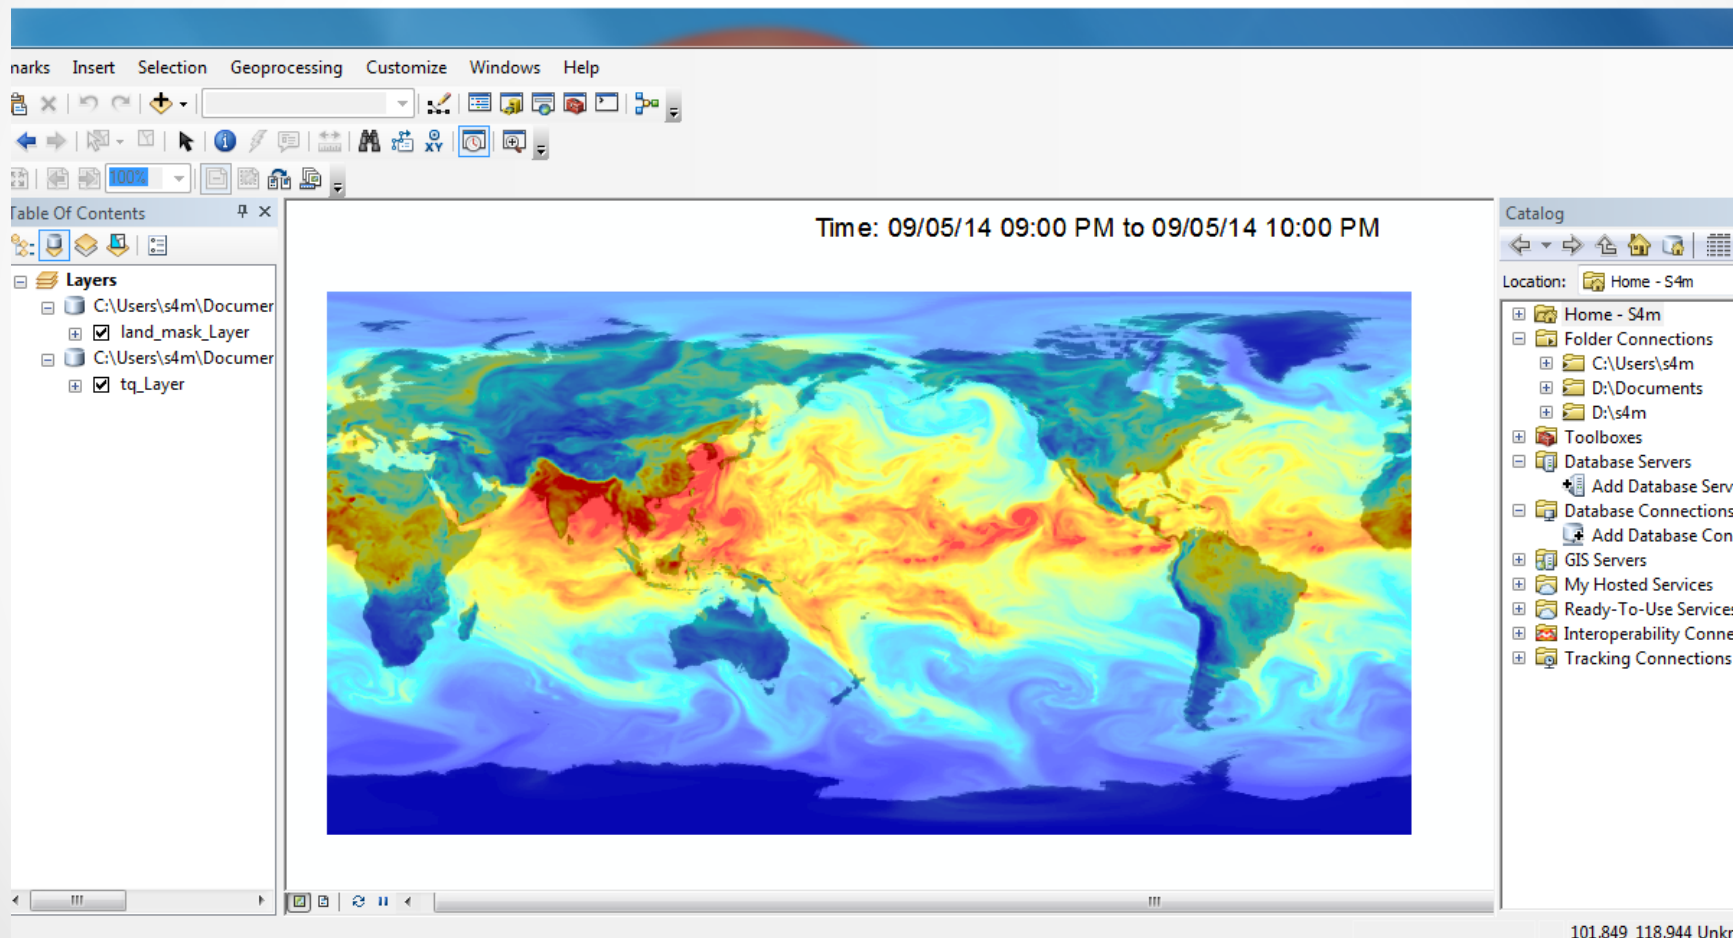 marks Insert Selection Geoprocessing Customize Windows Help
100%
Table Of Contents
Layers
C:\Users\s4m\Documer
land_mask_Layer
C:\Users\s4m\Documer
tq_Layer
Time: 09/05/14 09:00 PM to 09/05/14 10:00 PM
Catalog
Location: Home - S4m
Home - S4m
Folder Connections
C:\Users\s4m
D:\Documents
D:\s4m
Toolboxes
Database Servers
Add Database Serv
Database Connections
Add Database Con
GIS Servers
My Hosted Services
Ready-To-Use Services
Interoperability Conne
Tracking Connections
101.849 118.944 Unkr